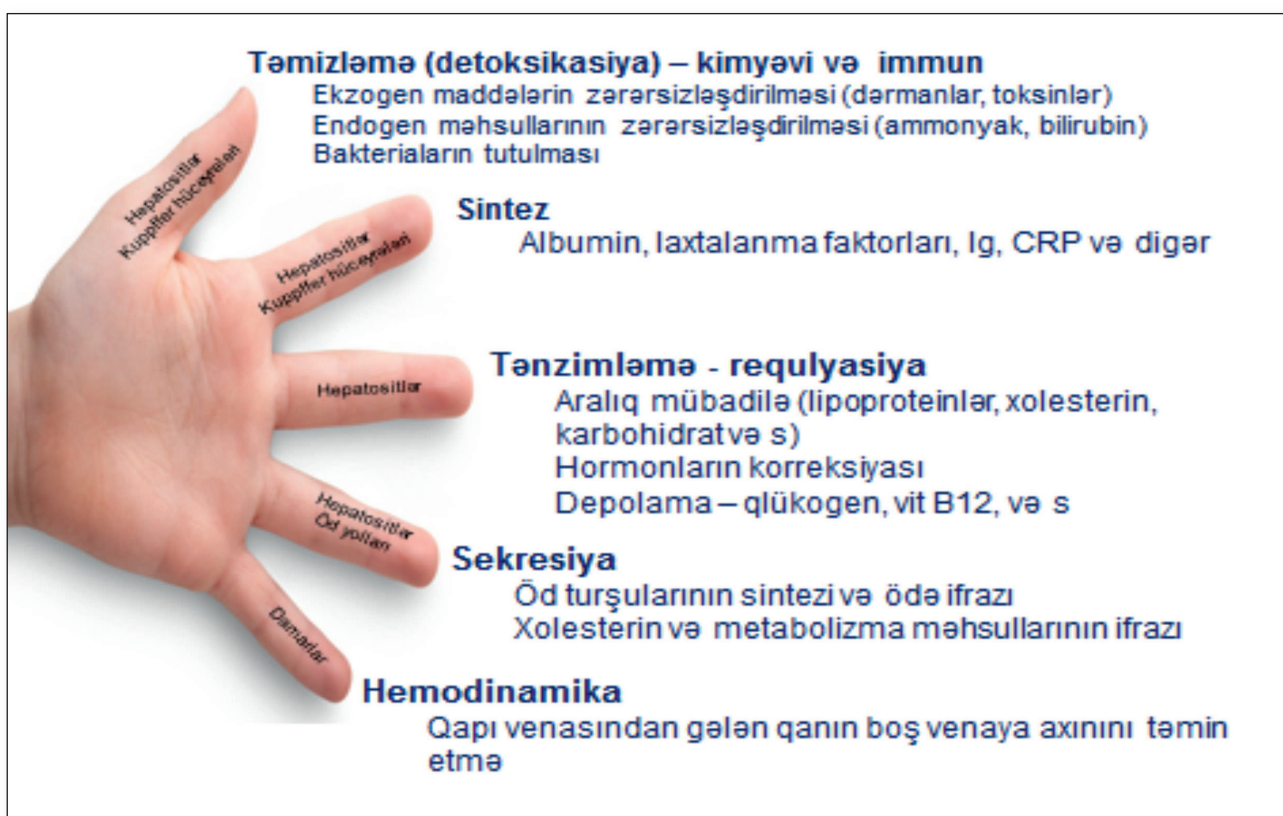 Təmizləmə (detoksikasiya) – kimyəvi və immun
Ekzogen maddələrin zərərsizləşdirilməsi (dərmanlar, toksinlər)
Endogen məhsullarının zərərsizləşdirilməsi (ammonyak, bilirubin)
Bakteriaların tutulması
Hepatositlər
Kuppffer hüceyrələri
Sintez
Albumin, laxtalanma faktorları, Ig, CRP və digər
Hepatositlər
Kuppffer hüceyrələri
Tənzimləmə - requlyasiya
Aralıq mübadilə (lipoproteinlər, xolesterin,
karbohidrat və s)
Hormonların korreksiyası
Depolama – qlükogen, vit B12, və s
Hepatositlər
Sekresiya
Öd turşularının sintezi və ödə ifrazı
Xolesterin və metabolizma məhsullarının ifrazı
Hepatositlər
Öd yolları
Hemodinamika
Qapı venasından gələn qanın boş venaya axınını təmin
etmə
Damarlar